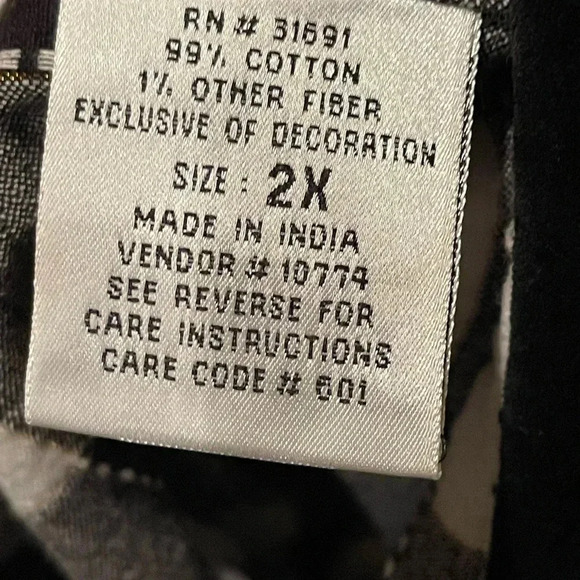 RN # 31591
99% COTTON
1% OTHER FIBER
EXCLUSIVE OF DECORATION
SIZE : 2X
MADE IN INDIA
VENDOR # 10774
SEE REVERSE FOR
CARE INSTRUCTIONS
CARE CODE # 601